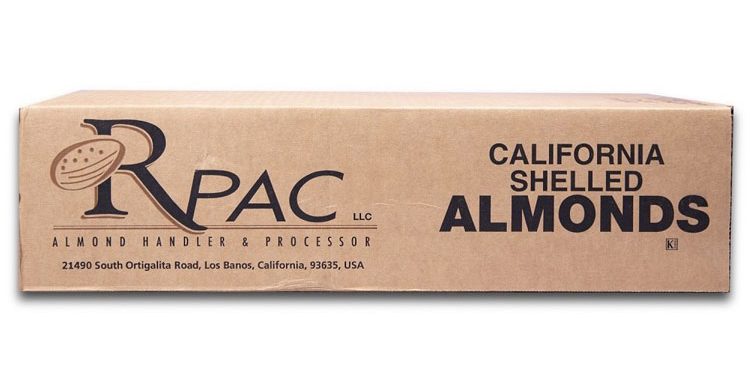 RPAC LLC
ALMOND HANDLER & PROCESSOR
21490 South Ortigalita Road, Los Banos, California, 93635, USA
CALIFORNIA
SHELLED
ALMONDS
K